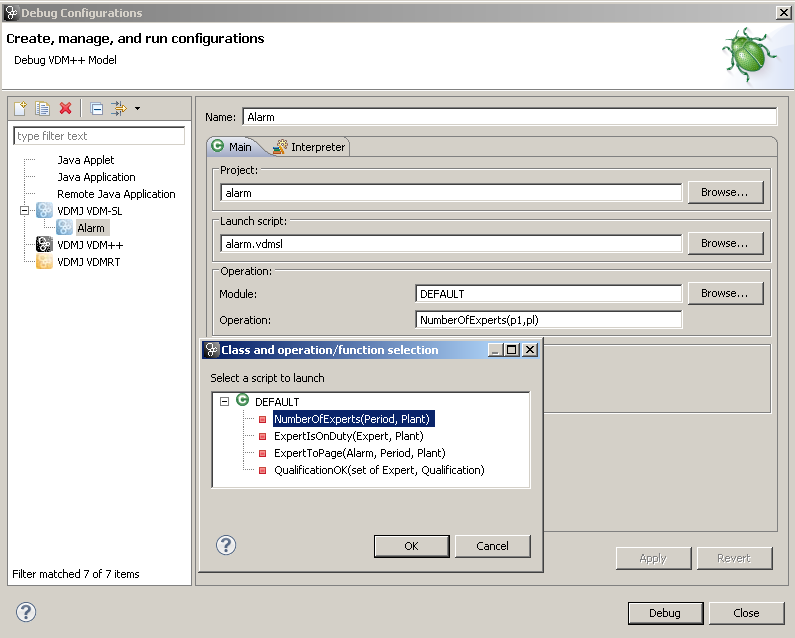 Debug Configurations
Create, manage, and run configurations
Debug VDM++ Model
type filter text
Java Applet
Java Application
Remote Java Application
VDMJ VDM-SL
Alarm
VDMJ VDM++
VDMJ VDMRT
Filter matched 7 of 7 items
Name: Alarm
Main Interpreter
Project:
alarm Browse...
Launch script:
alarm.vdmsl Browse...
Operation:
Module: DEFAULT Browse...
Operation: NumberOfExperts(p1,pl)
Class and operation/function selection
Select a script to launch
DEFAULT
NumberOfExperts(Period, Plant)
ExpertIsOnDuty(Expert, Plant)
ExpertToPage(Alarm, Period, Plant)
QualificationOK(set of Expert, Qualification)
OK Cancel
Apply Revert
Debug Close